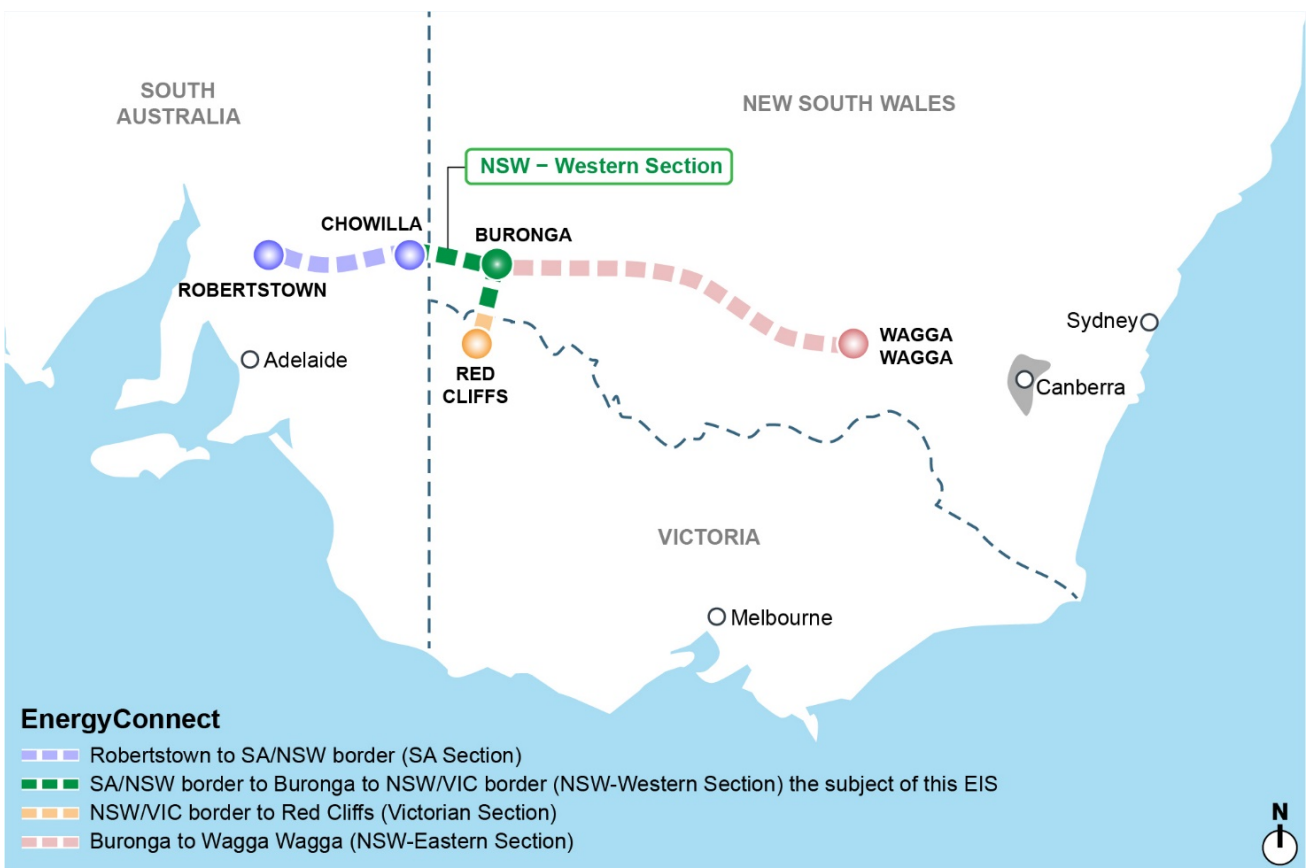 SOUTH
AUSTRALIA
NEW SOUTH WALES
NSW – Western Section
CHOWILLA
BURONGA
ROBERTSTOWN
Adelaide
RED
CLIFFS
WAGGA
WAGGA
Sydney
Canberra
VICTORIA
Melbourne
EnergyConnect
Robertstown to SA/NSW border (SA Section)
SA/NSW border to Buronga to NSW/VIC border (NSW-Western Section) the subject of this EIS
NSW/VIC border to Red Cliffs (Victorian Section)
Buronga to Wagga Wagga (NSW-Eastern Section)
N